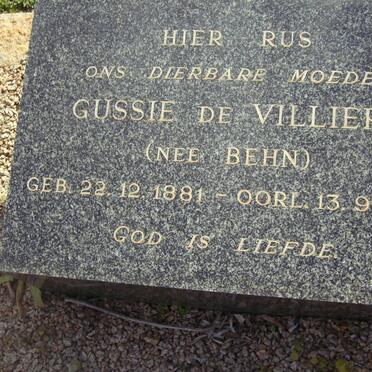 HIER RUS
ONS DIERBARE MOEDE
GUSSIE DE VILLIER
(NEE BEHN)
GEB. 22.12.1881 - OORL. 13.9
GOD IS LIEFDE.